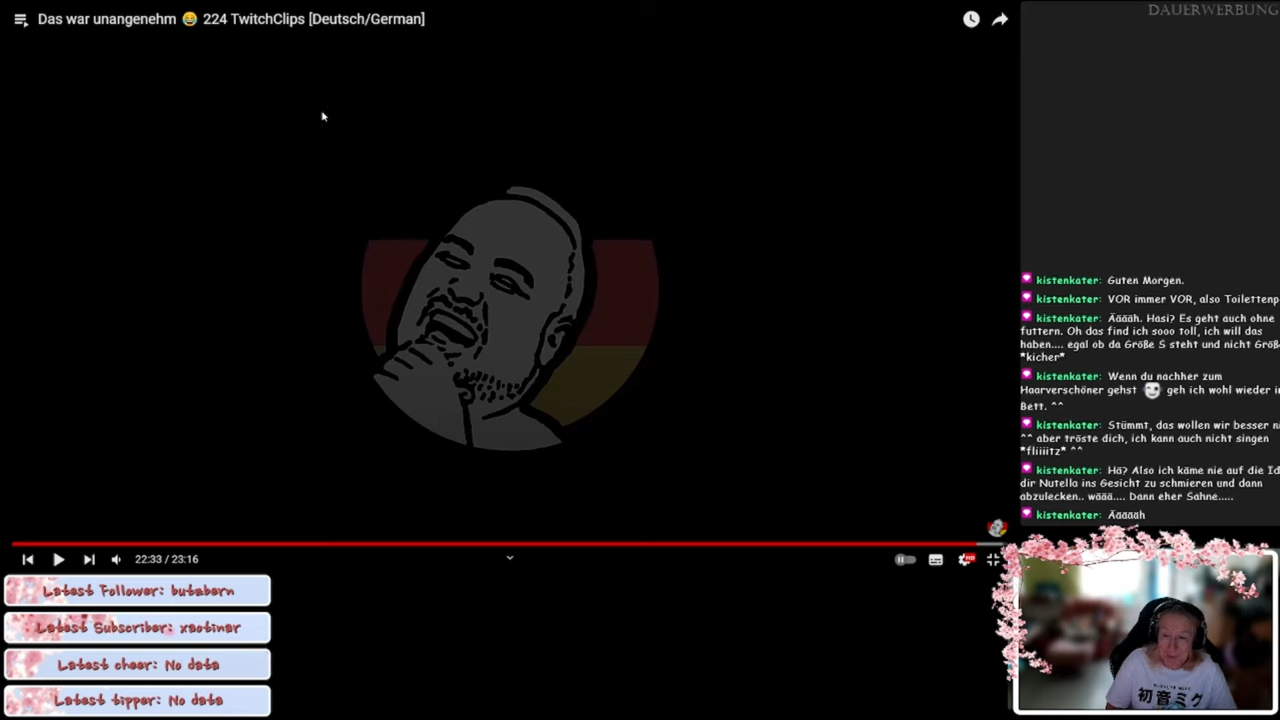 Das war unangenehm 😂 224 TwitchClips [Deutsch/German]
DAUERWERBUNG
kistenkater: Guten Morgen.
kistenkater: VOR immer VOR, also Toilettenp
kistenkater: Äääãh. Hasi? Es geht auch ohne
futtern. Oh das find ich sooo toll, ich will das
haben.... egal ob da Größe S steht und nicht Größ
*kicher*
kistenkater: Wenn du nachher zum
Haarverschöner gehst geh ich wohl wieder in
Bett. ^^
kistenkater: Stümmt, das wollen wir besser ni
^^ aber tröste dich, ich kann auch nicht singen
*fliiiitz* ^^
kistenkater: Hä? Also ich käme nie auf die Id
dir Nutella ins Gesicht zu schmieren und dann
abzulecken.. wäää.... Dann eher Sahne.....
kistenkater: Äääääh
22:33 / 23:16
HD
Latest Follower: butabern
Latest Subscriber: xaotinar
Latest cheer: No data
Latest tipper: No data
初音ミク